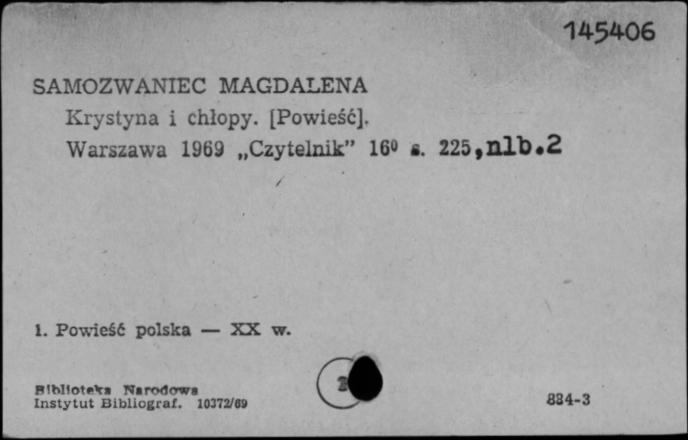 145406
SAMOZWANIEC MAGDALENA
Krystyna i chłopy. [Powieść].
Warszawa 1969 „Czytelnik” 16⁰ s. 225, nlb. 2
1. Powieść polska — XX w.
Biblioteka Narodowa
Instytut Bibliograf. 10372/69
884-3